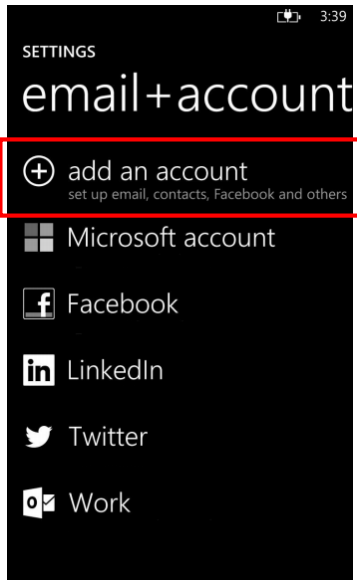 3:39
SETTINGS
email+account
add an account
set up email, contacts, Facebook and others
Microsoft account
f Facebook
in LinkedIn
Twitter
o Work